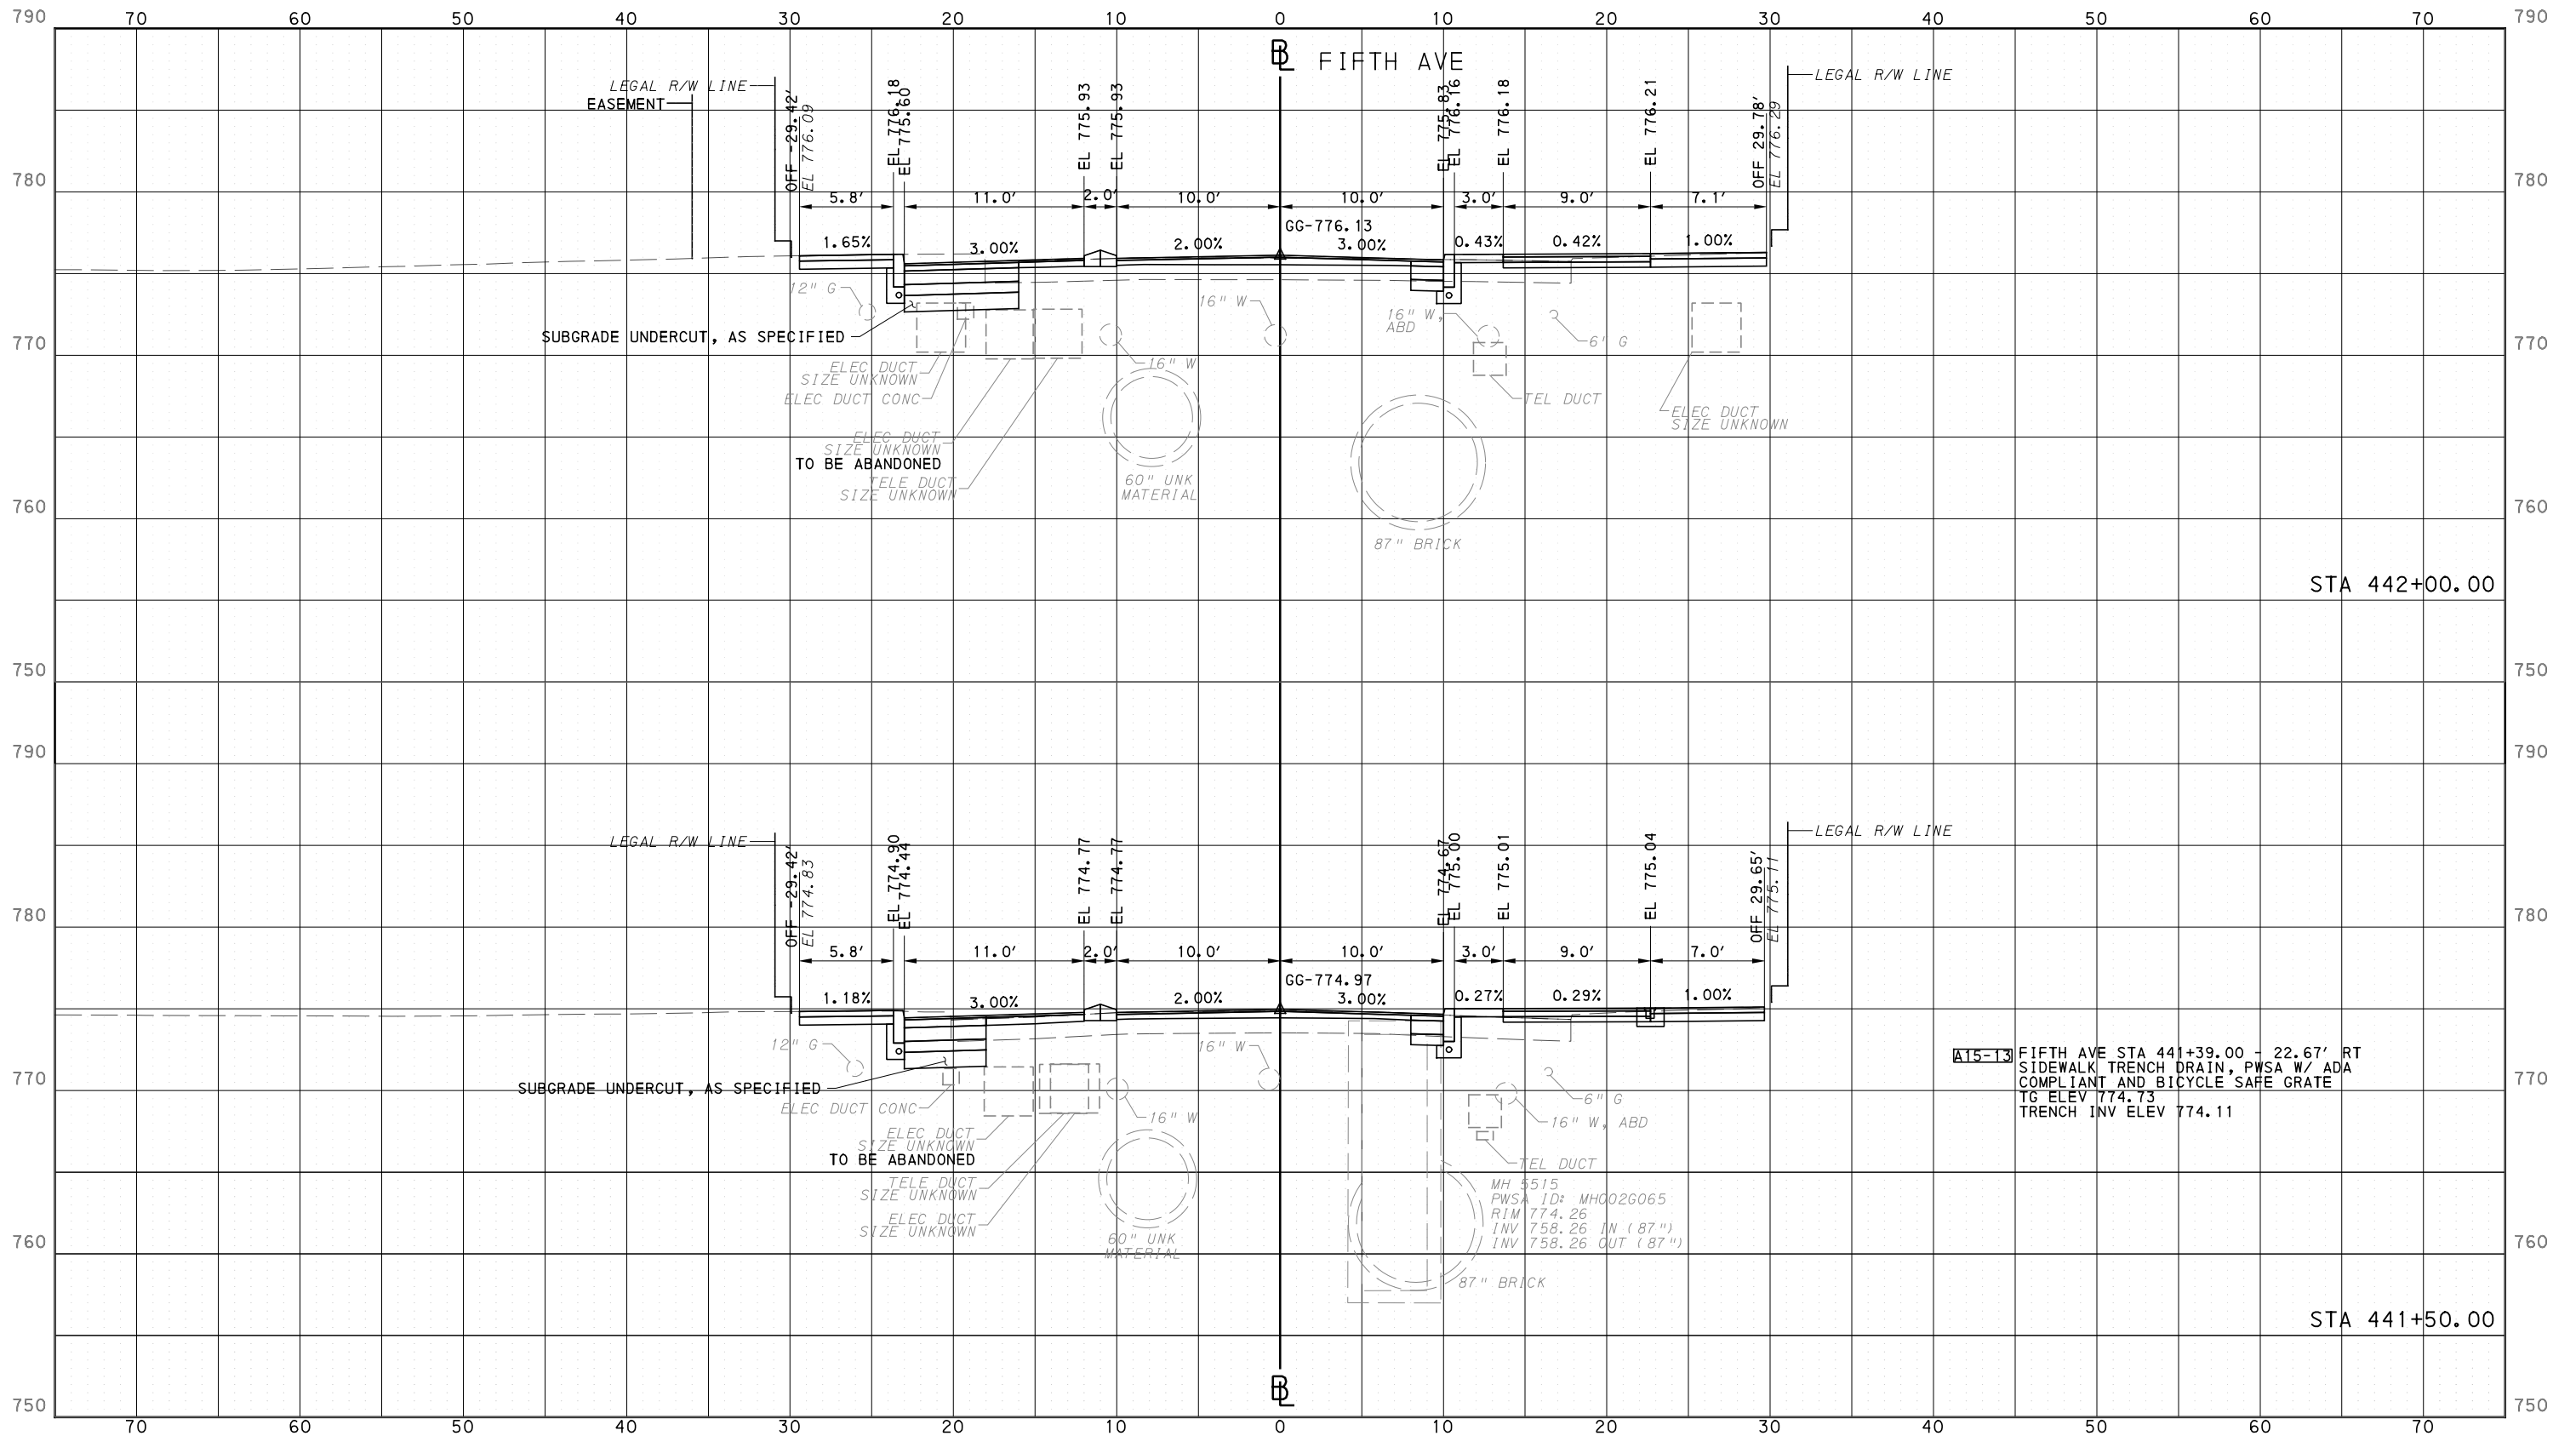 790 70 60 50 40 30 20 10 0 10 20 30 40 50 60 70 790
℄ FIFTH AVE
LEGAL R/W LINE
EASEMENT
OFF -29.42'
EL 776.09
EL 776.18
EL 775.60
EL 775.93
EL 775.93
EL 775.83
EL 776.16
EL 776.18
EL 776.21
OFF 29.78'
EL 776.29
LEGAL R/W LINE
780 780
5.8' 11.0' 2.0' 10.0' 10.0' 3.0' 9.0' 7.1'
GG-776.13
1.65% 3.00% 2.00% 3.00% 0.43% 0.42% 1.00%
12" G
16" W
16" W,
ABD
6' G
SUBGRADE UNDERCUT, AS SPECIFIED
770 770
ELEC DUCT
SIZE UNKNOWN
16" W
ELEC DUCT CONC
TEL DUCT
ELEC DUCT
SIZE UNKNOWN
ELEC DUCT
SIZE UNKNOWN
TO BE ABANDONED
TELE DUCT
SIZE UNKNOWN
60" UNK
MATERIAL
760 760
87" BRICK
STA 442+00.00
750 750
790 790
LEGAL R/W LINE
OFF -29.42'
EL 774.83
EL 774.90
EL 774.44
EL 774.77
EL 774.77
EL 774.67
EL 775.00
EL 775.01
EL 775.04
OFF 29.65'
EL 775.11
LEGAL R/W LINE
780 780
5.8' 11.0' 2.0' 10.0' 10.0' 3.0' 9.0' 7.0'
GG-774.97
1.18% 3.00% 2.00% 3.00% 0.27% 0.29% 1.00%
12" G
16" W
A15-13 FIFTH AVE STA 441+39.00 - 22.67' RT
SIDEWALK TRENCH DRAIN, PWSA W/ ADA
COMPLIANT AND BICYCLE SAFE GRATE
TG ELEV 774.73
TRENCH INV ELEV 774.11
770 770
SUBGRADE UNDERCUT, AS SPECIFIED
ELEC DUCT CONC
16" W
6" G
16" W, ABD
ELEC DUCT
SIZE UNKNOWN
TO BE ABANDONED
TEL DUCT
TELE DUCT
SIZE UNKNOWN
ELEC DUCT
SIZE UNKNOWN
MH 5515
PWSA ID: MH002G065
RIM 774.26
INV 758.26 IN (87")
INV 758.26 OUT (87")
60" UNK
MATERIAL
760 760
87" BRICK
STA 441+50.00
℄
750 750
70 60 50 40 30 20 10 0 10 20 30 40 50 60 70